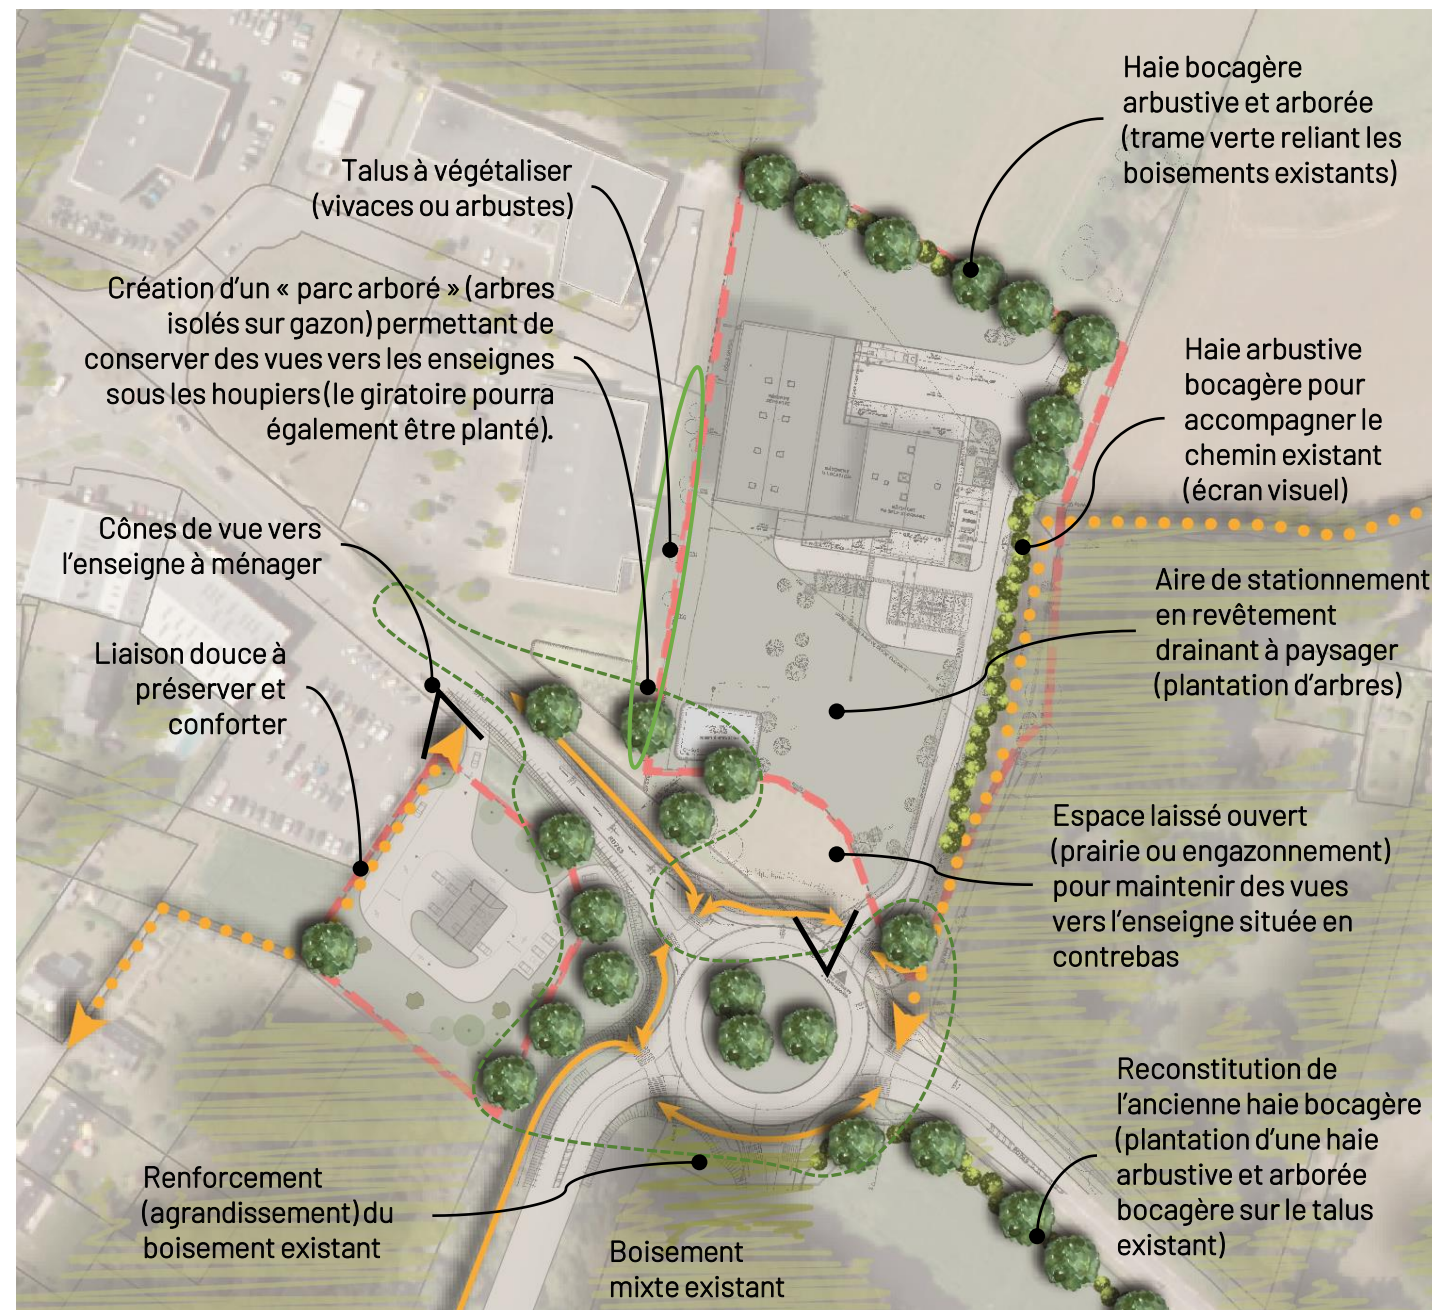 Haie bocagère
arbustive et arborée
(trame verte reliant les
boisements existants)
Talus à végétaliser
(vivaces ou arbustes)
Création d'un « parc arboré » (arbres
isolés sur gazon) permettant de
conserver des vues vers les enseignes
sous les houpiers (le giratoire pourra
également être planté).
Haie arbustive
bocagère pour
accompagner le
chemin existant
(écran visuel)
Cônes de vue vers
l'enseigne à ménager
Aire de stationnement
en revêtement
drainant à paysager
(plantation d'arbres)
Liaison douce à
préserver et
conforter
Espace laissé ouvert
(prairie ou engazonnement)
pour maintenir des vues
vers l'enseigne située en
contrebas
Reconstitution de
l'ancienne haie bocagère
(plantation d'une haie
arbustive et arborée
bocagère sur le talus
existant)
Renforcement
(agrandissement) du
boisement existant
Boisement
mixte existant